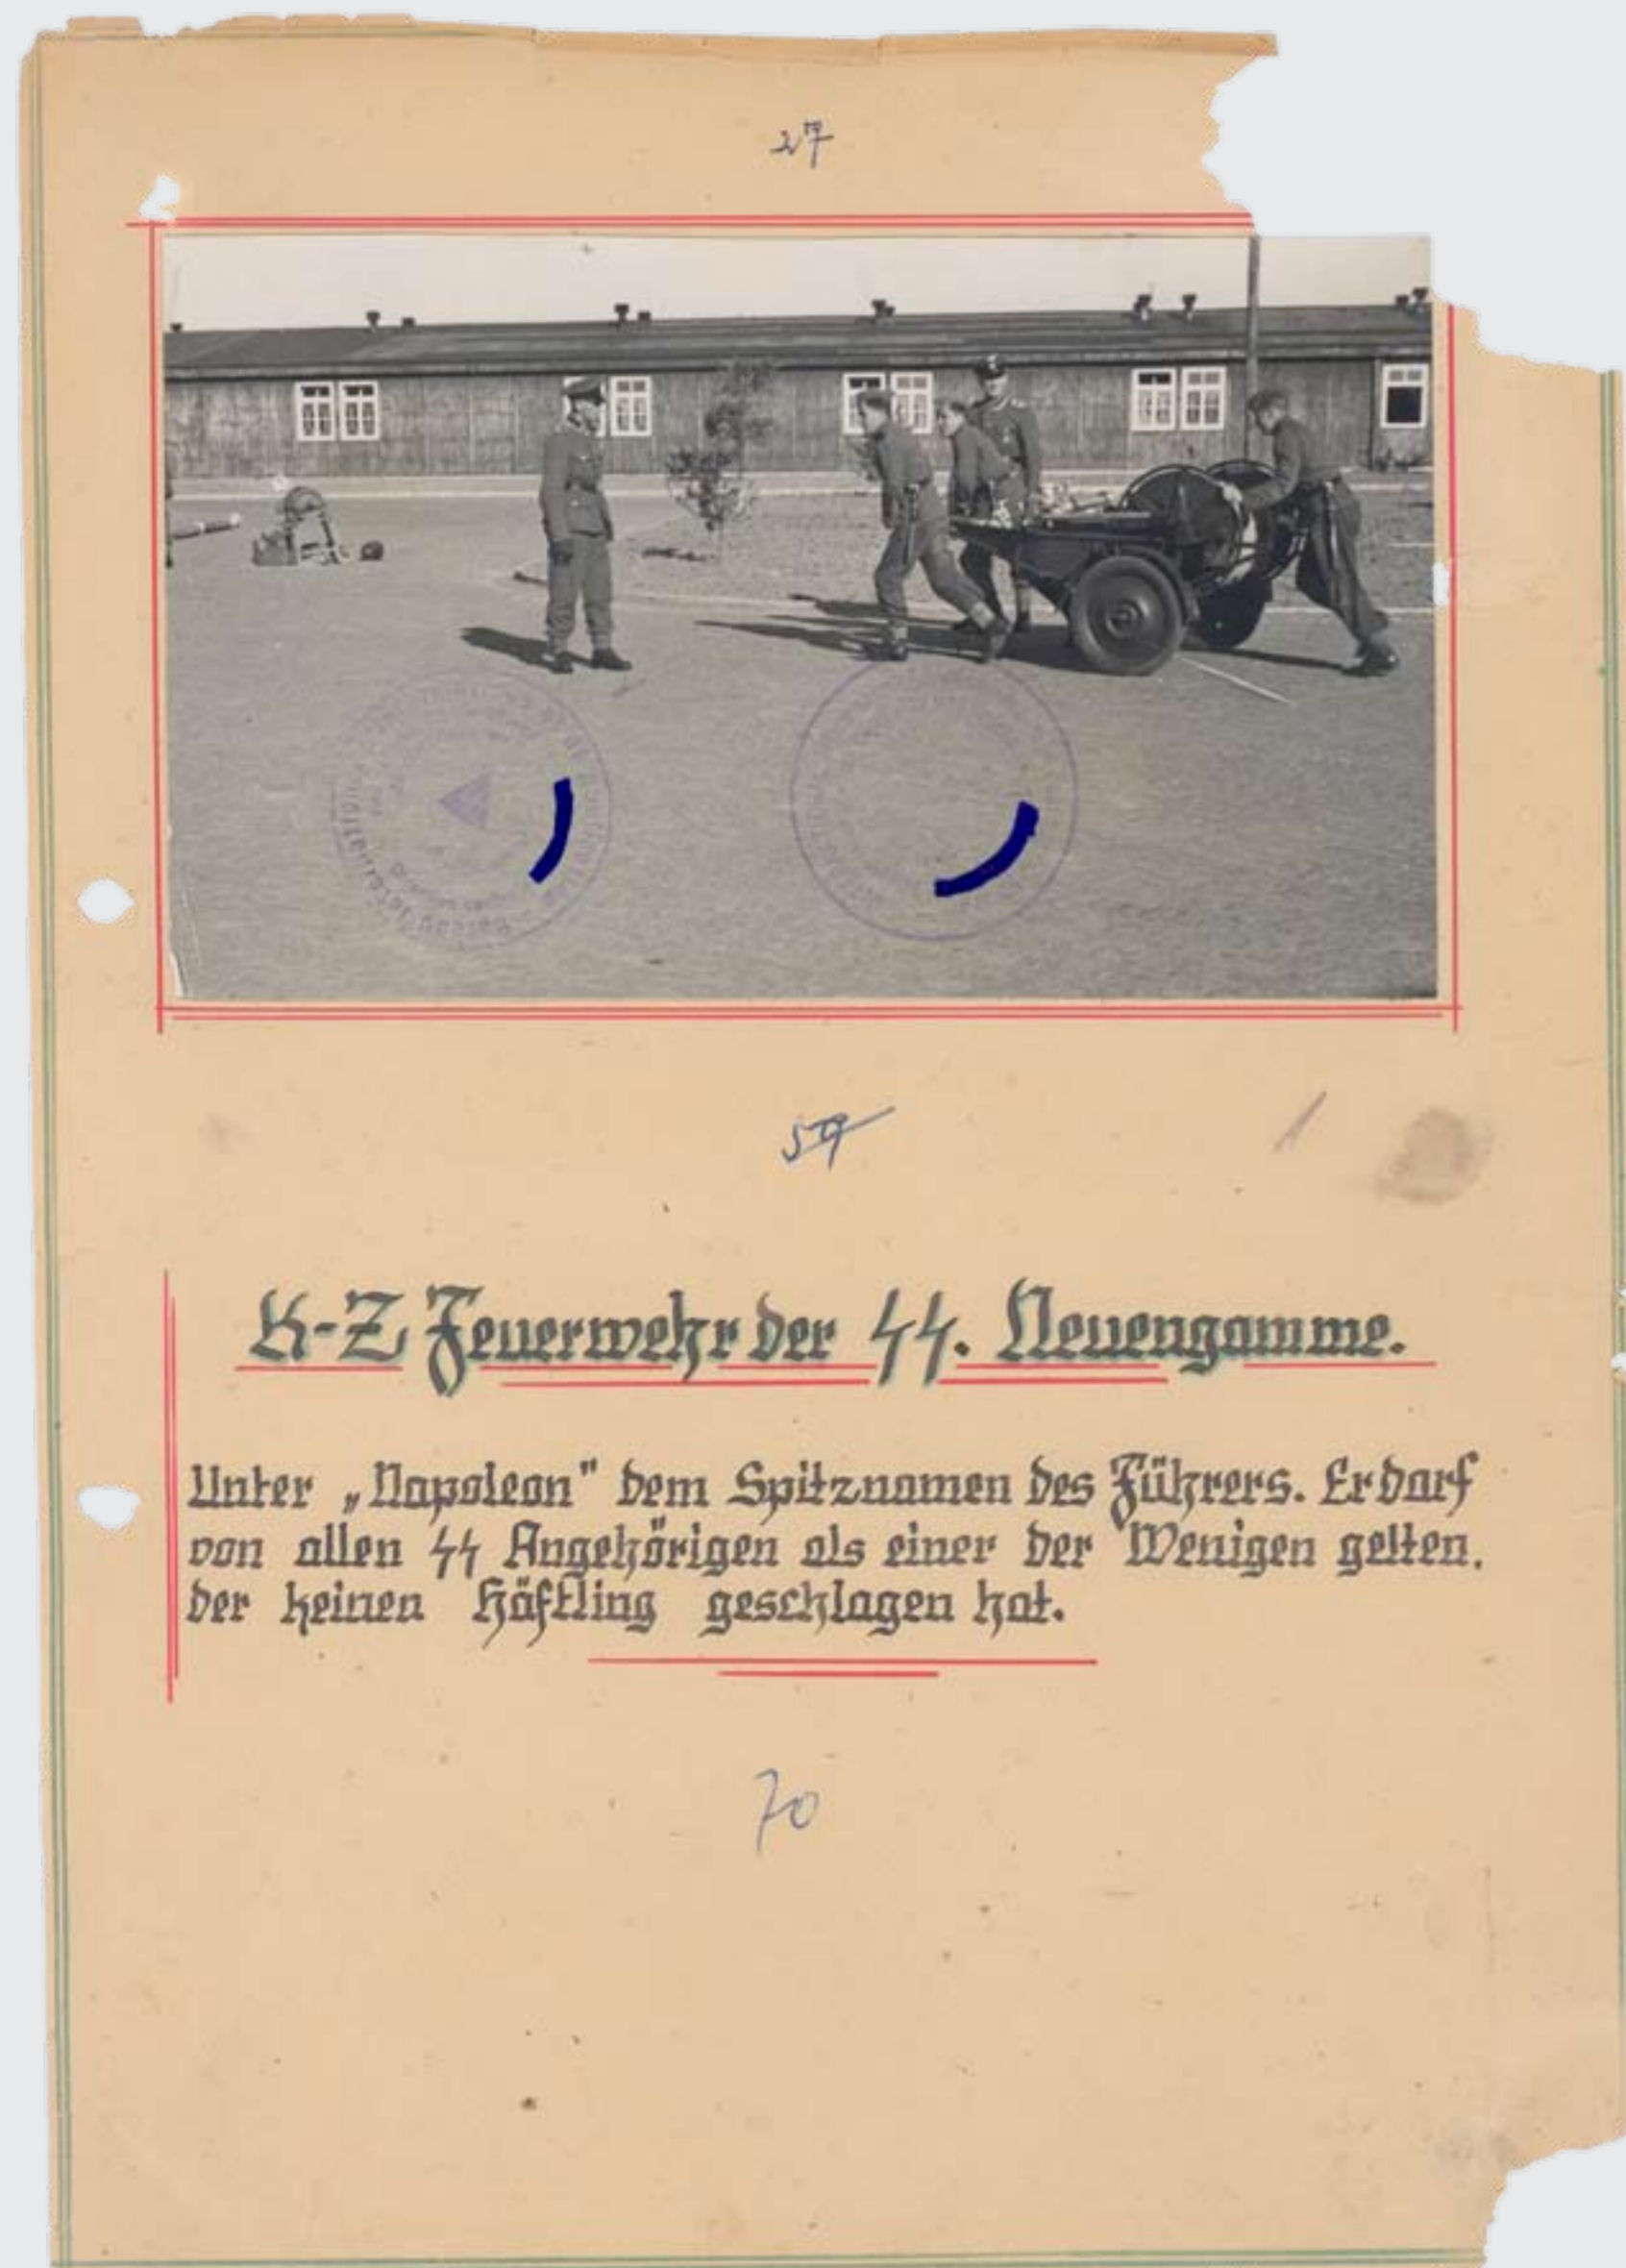 27
59
K-Z Feuerwehr der SS. Neuengamme.
Unter „Napoleon" dem Spitznamen des Führers. Er darf
von allen SS Angehörigen als einer der Wenigen gelten,
der keinen Häftling geschlagen hat.
70